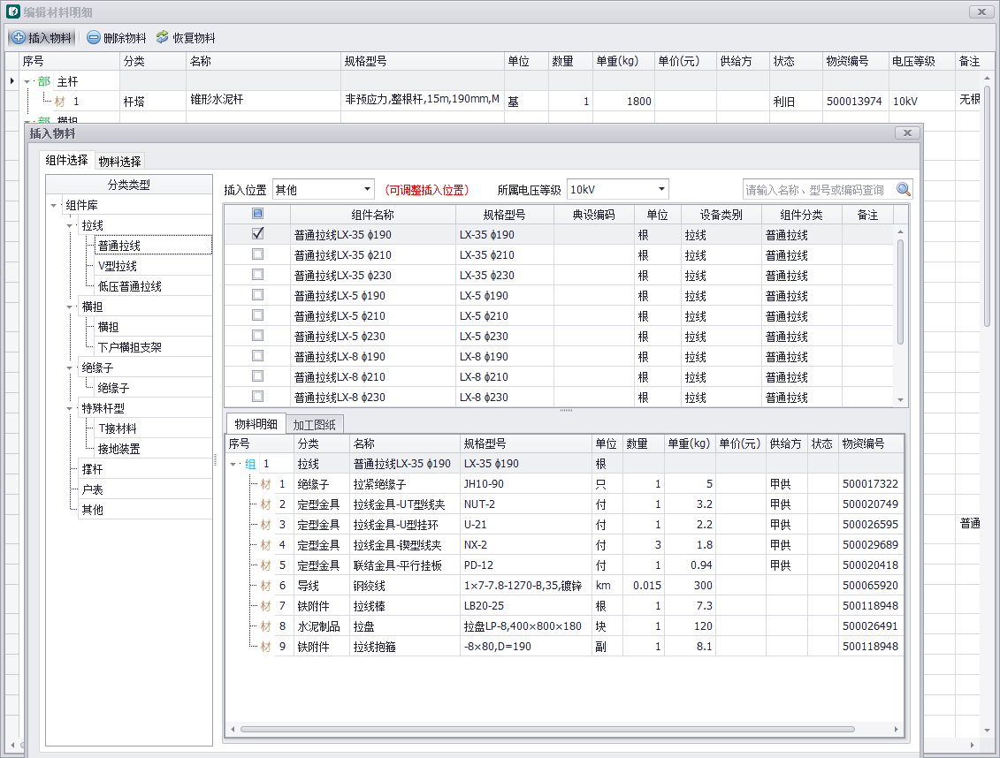 编辑材料明细
插入物料 删除物料 恢复物料
序号 分类 名称 规格型号 单位 数量 单重(kg) 单价(元) 供给方 状态 物资编号 电压等级 备注
部 主杆
材 1 杆塔 锥形水泥杆 非预应力,整根杆,15m,190mm,M 基 1 1800 利旧 500013974 10kV 无根
部 横担
插入物料
组件选择 物料选择
分类类型
组件库
拉线
普通拉线
V型拉线
低压普通拉线
横担
横担
下户横担支架
绝缘子
绝缘子
特殊杆型
T接材料
接地装置
撑杆
户表
其他
插入位置 其他 (可调整插入位置) 所属电压等级 10kV 请输入名称、型号或编码查询
组件名称 规格型号 典设编码 单位 设备类别 组件分类 备注
普通拉线LX-35 ϕ190 LX-35 ϕ190 根 拉线 普通拉线
普通拉线LX-35 ϕ210 LX-35 ϕ210 根 拉线 普通拉线
普通拉线LX-35 ϕ230 LX-35 ϕ230 根 拉线 普通拉线
普通拉线LX-5 ϕ190 LX-5 ϕ190 根 拉线 普通拉线
普通拉线LX-5 ϕ210 LX-5 ϕ210 根 拉线 普通拉线
普通拉线LX-5 ϕ230 LX-5 ϕ230 根 拉线 普通拉线
普通拉线LX-8 ϕ190 LX-8 ϕ190 根 拉线 普通拉线
普通拉线LX-8 ϕ210 LX-8 ϕ210 根 拉线 普通拉线
普通拉线LX-8 ϕ230 LX-8 ϕ230 根 拉线 普通拉线
物料明细 加工图纸
序号 分类 名称 规格型号 单位 数量 单重(kg) 单价(元) 供给方 状态 物资编号
组 1 拉线 普通拉线LX-35 ϕ190 LX-35 ϕ190 根
材 1 绝缘子 拉紧绝缘子 JH10-90 只 1 5 甲供 500017322
材 2 定型金具 拉线金具-UT型线夹 NUT-2 付 1 3.2 甲供 500020749
材 3 定型金具 拉线金具-U型挂环 U-21 付 1 2.2 甲供 500026595
材 4 定型金具 拉线金具-锲型线夹 NX-2 付 3 1.8 甲供 500029689
材 5 定型金具 联结金具-平行挂板 PD-12 付 1 0.94 甲供 500020418
材 6 导线 钢绞线 1×7-7.8-1270-B,35,镀锌 km 0.015 300 500065920
材 7 铁附件 拉线棒 LB20-25 根 1 7.3 500118948
材 8 水泥制品 拉盘 拉盘LP-8,400×800×180 块 1 120 500026491
材 9 铁附件 拉线抱箍 -8×80,D=190 副 1 8.1 500118948
普通